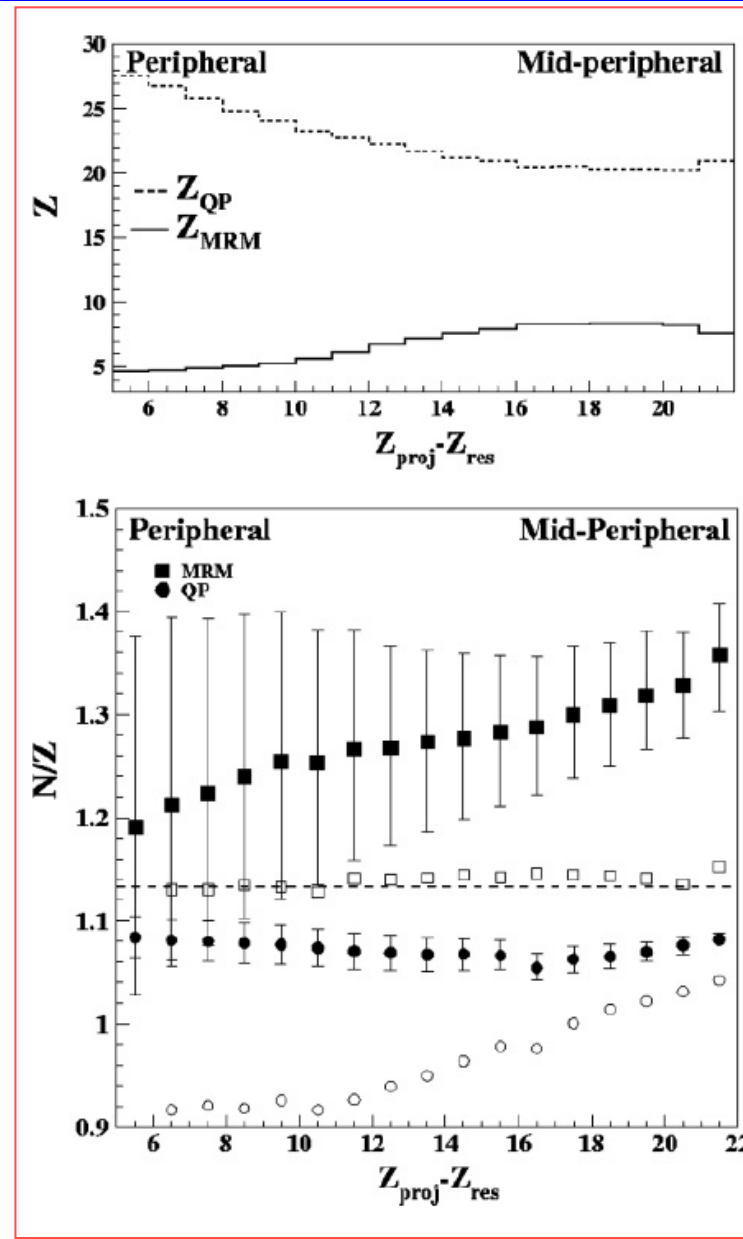 30
Peripheral Mid-peripheral
25
20
Z_QP
Z
15
Z_MRM
10
5
6 8 10 12 14 16 18 20
Z_proj-Z_res
1.5
Peripheral Mid-Peripheral
MRM
QP
1.4
1.3
N/Z
1.2
1.1
1
0.9
6 8 10 12 14 16 18 20 22
Z_proj-Z_res